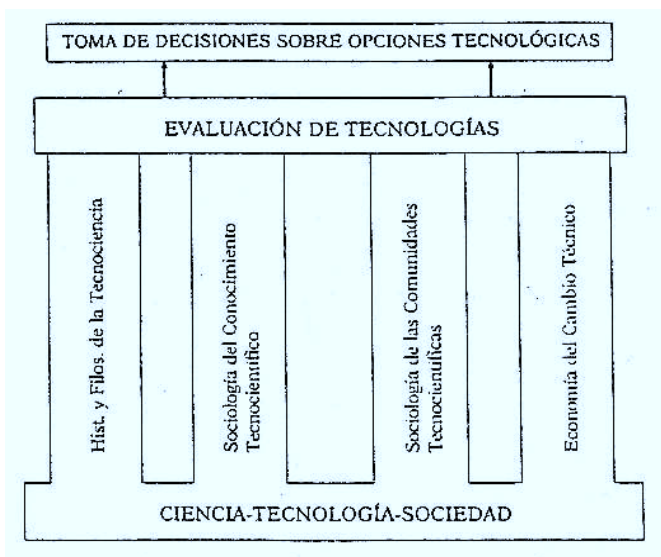 TOMA DE DECISIONES SOBRE OPCIONES TECNOLÓGICAS
EVALUACIÓN DE TECNOLOGÍAS
Hist. y Filos. de la Tecnociencia
Sociología del Conocimiento
Tecnocientífico
Sociología de las Comunidades
Tecnocientíficas
Economía del Cambio Técnico
CIENCIA-TECNOLOGÍA-SOCIEDAD